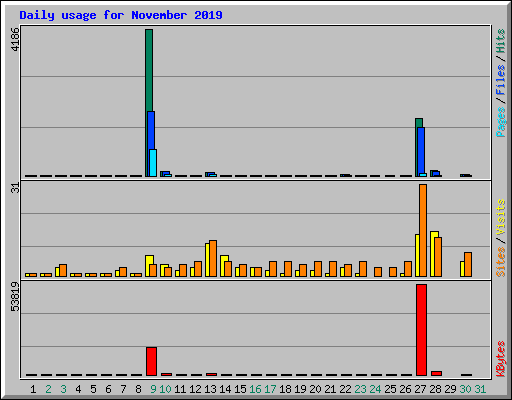 Daily usage for November 2019
4186
Pages / Files / Hits
31
Sites / Visits
53819
KBytes
1 2 3 4 5 6 7 8 9 10 11 12 13 14 15 16 17 18 19 20 21 22 23 24 25 26 27 28 29 30 31